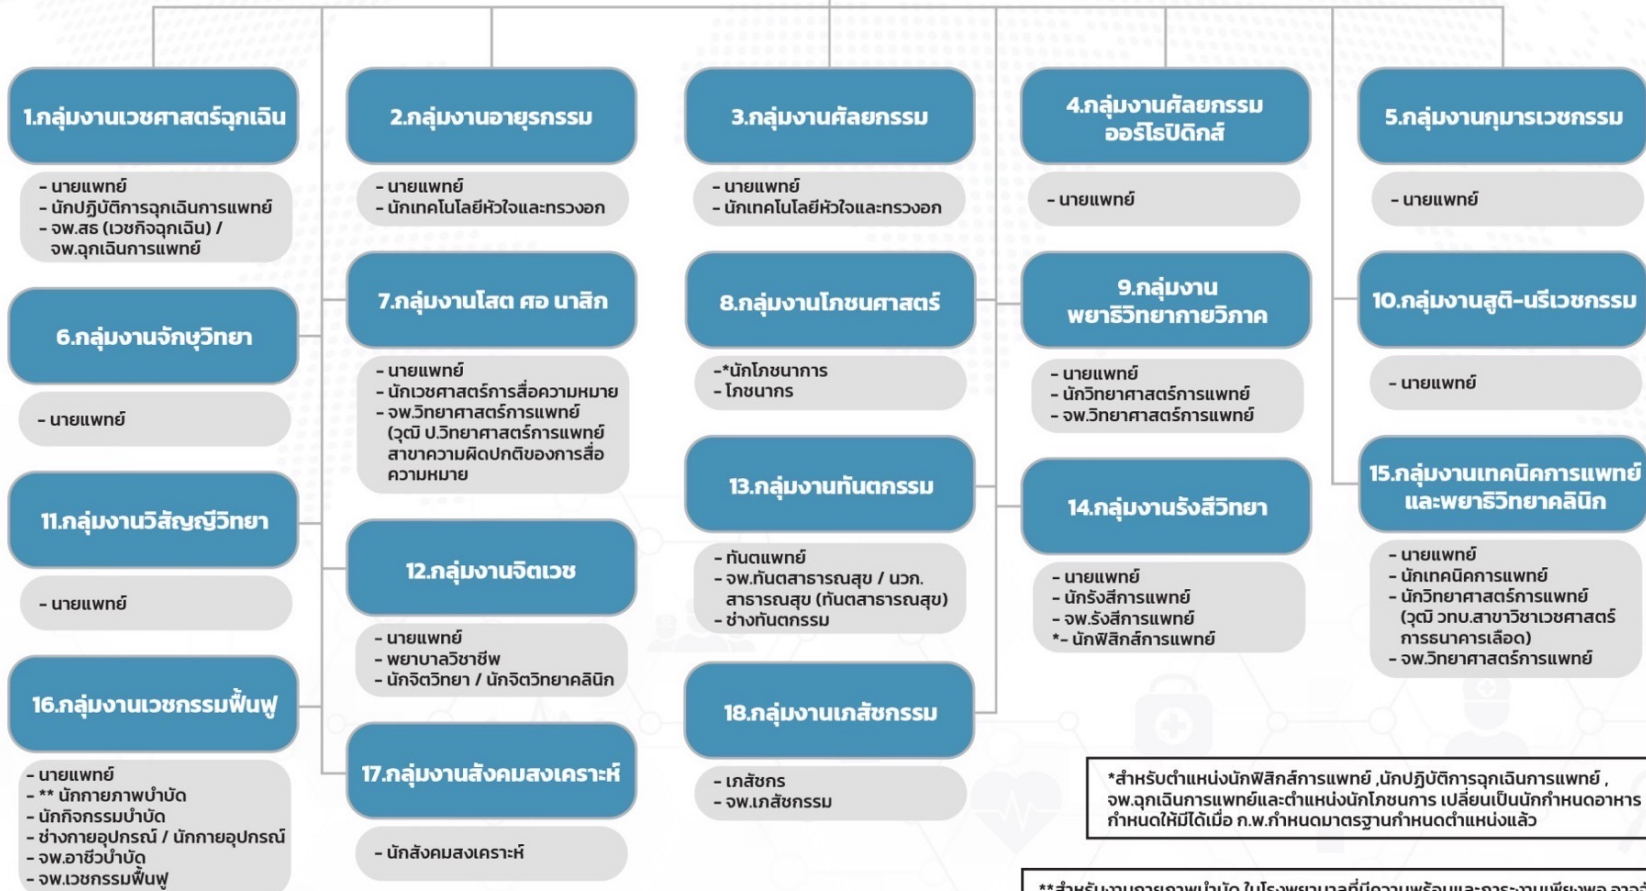 1.กลุ่มงานเวชศาสตร์ฉุกเฉิน
- นายแพทย์
- นักปฏิบัติการฉุกเฉินการแพทย์
- จพ.สธ (เวชกิจฉุกเฉิน) /
จพ.ฉุกเฉินการแพทย์
2.กลุ่มงานอายุรกรรม
- นายแพทย์
- นักเทคโนโลยีหัวใจและทรวงอก
3.กลุ่มงานศัลยกรรม
- นายแพทย์
- นักเทคโนโลยีหัวใจและทรวงอก
4.กลุ่มงานศัลยกรรม
ออร์โธปิดิกส์
- นายแพทย์
5.กลุ่มงานกุมารเวชกรรม
- นายแพทย์
6.กลุ่มงานจักษุวิทยา
- นายแพทย์
7.กลุ่มงานโสต ศอ นาสิก
- นายแพทย์
- นักเวชศาสตร์การสื่อความหมาย
- จพ.วิทยาศาสตร์การแพทย์
(วุฒิ ป.วิทยาศาสตร์การแพทย์
สาขาความผิดปกติของการสื่อ
ความหมาย
8.กลุ่มงานโภชนศาสตร์
-*นักโภชนาการ
- โภชนากร
9.กลุ่มงาน
พยาธิวิทยากายวิภาค
- นายแพทย์
- นักวิทยาศาสตร์การแพทย์
- จพ.วิทยาศาสตร์การแพทย์
10.กลุ่มงานสูติ-นรีเวชกรรม
- นายแพทย์
11.กลุ่มงานวิสัญญีวิทยา
- นายแพทย์
12.กลุ่มงานจิตเวช
- นายแพทย์
- พยาบาลวิชาชีพ
- นักจิตวิทยา / นักจิตวิทยาคลินิก
13.กลุ่มงานทันตกรรม
- ทันตแพทย์
- จพ.ทันตสาธารณสุข / นวก.
สาธารณสุข (ทันตสาธารณสุข)
- ช่างทันตกรรม
14.กลุ่มงานรังสีวิทยา
- นายแพทย์
- นักรังสีการแพทย์
- จพ.รังสีการแพทย์
*- นักฟิสิกส์การแพทย์
15.กลุ่มงานเทคนิคการแพทย์
และพยาธิวิทยาคลินิก
- นายแพทย์
- นักเทคนิคการแพทย์
- นักวิทยาศาสตร์การแพทย์
(วุฒิ วทบ.สาขาวิชาเวชศาสตร์
การธนาคารเลือด)
- จพ.วิทยาศาสตร์การแพทย์
16.กลุ่มงานเวชกรรมฟื้นฟู
- นายแพทย์
- ** นักกายภาพบำบัด
- นักกิจกรรมบำบัด
- ช่างกายอุปกรณ์ / นักกายอุปกรณ์
- จพ.อาชีวบำบัด
- จพ.เวชกรรมฟื้นฟู
17.กลุ่มงานสังคมสงเคราะห์
- นักสังคมสงเคราะห์
18.กลุ่มงานเภสัชกรรม
- เภสัชกร
- จพ.เภสัชกรรม
*สำหรับตำแหน่งนักฟิสิกส์การแพทย์ ,นักปฏิบัติการฉุกเฉินการแพทย์ ,
จพ.ฉุกเฉินการแพทย์และตำแหน่งนักโภชนการ เปลี่ยนเป็นนักกำหนดอาหาร
กำหนดให้มีได้เมื่อ ก.พ.กำหนดมาตรฐานกำหนดตำแหน่งแล้ว
**สำหรับงานกายภาพบำบัด ในโรงพยาบาลที่มีความพร้อมและภาระงานเพียงพอ